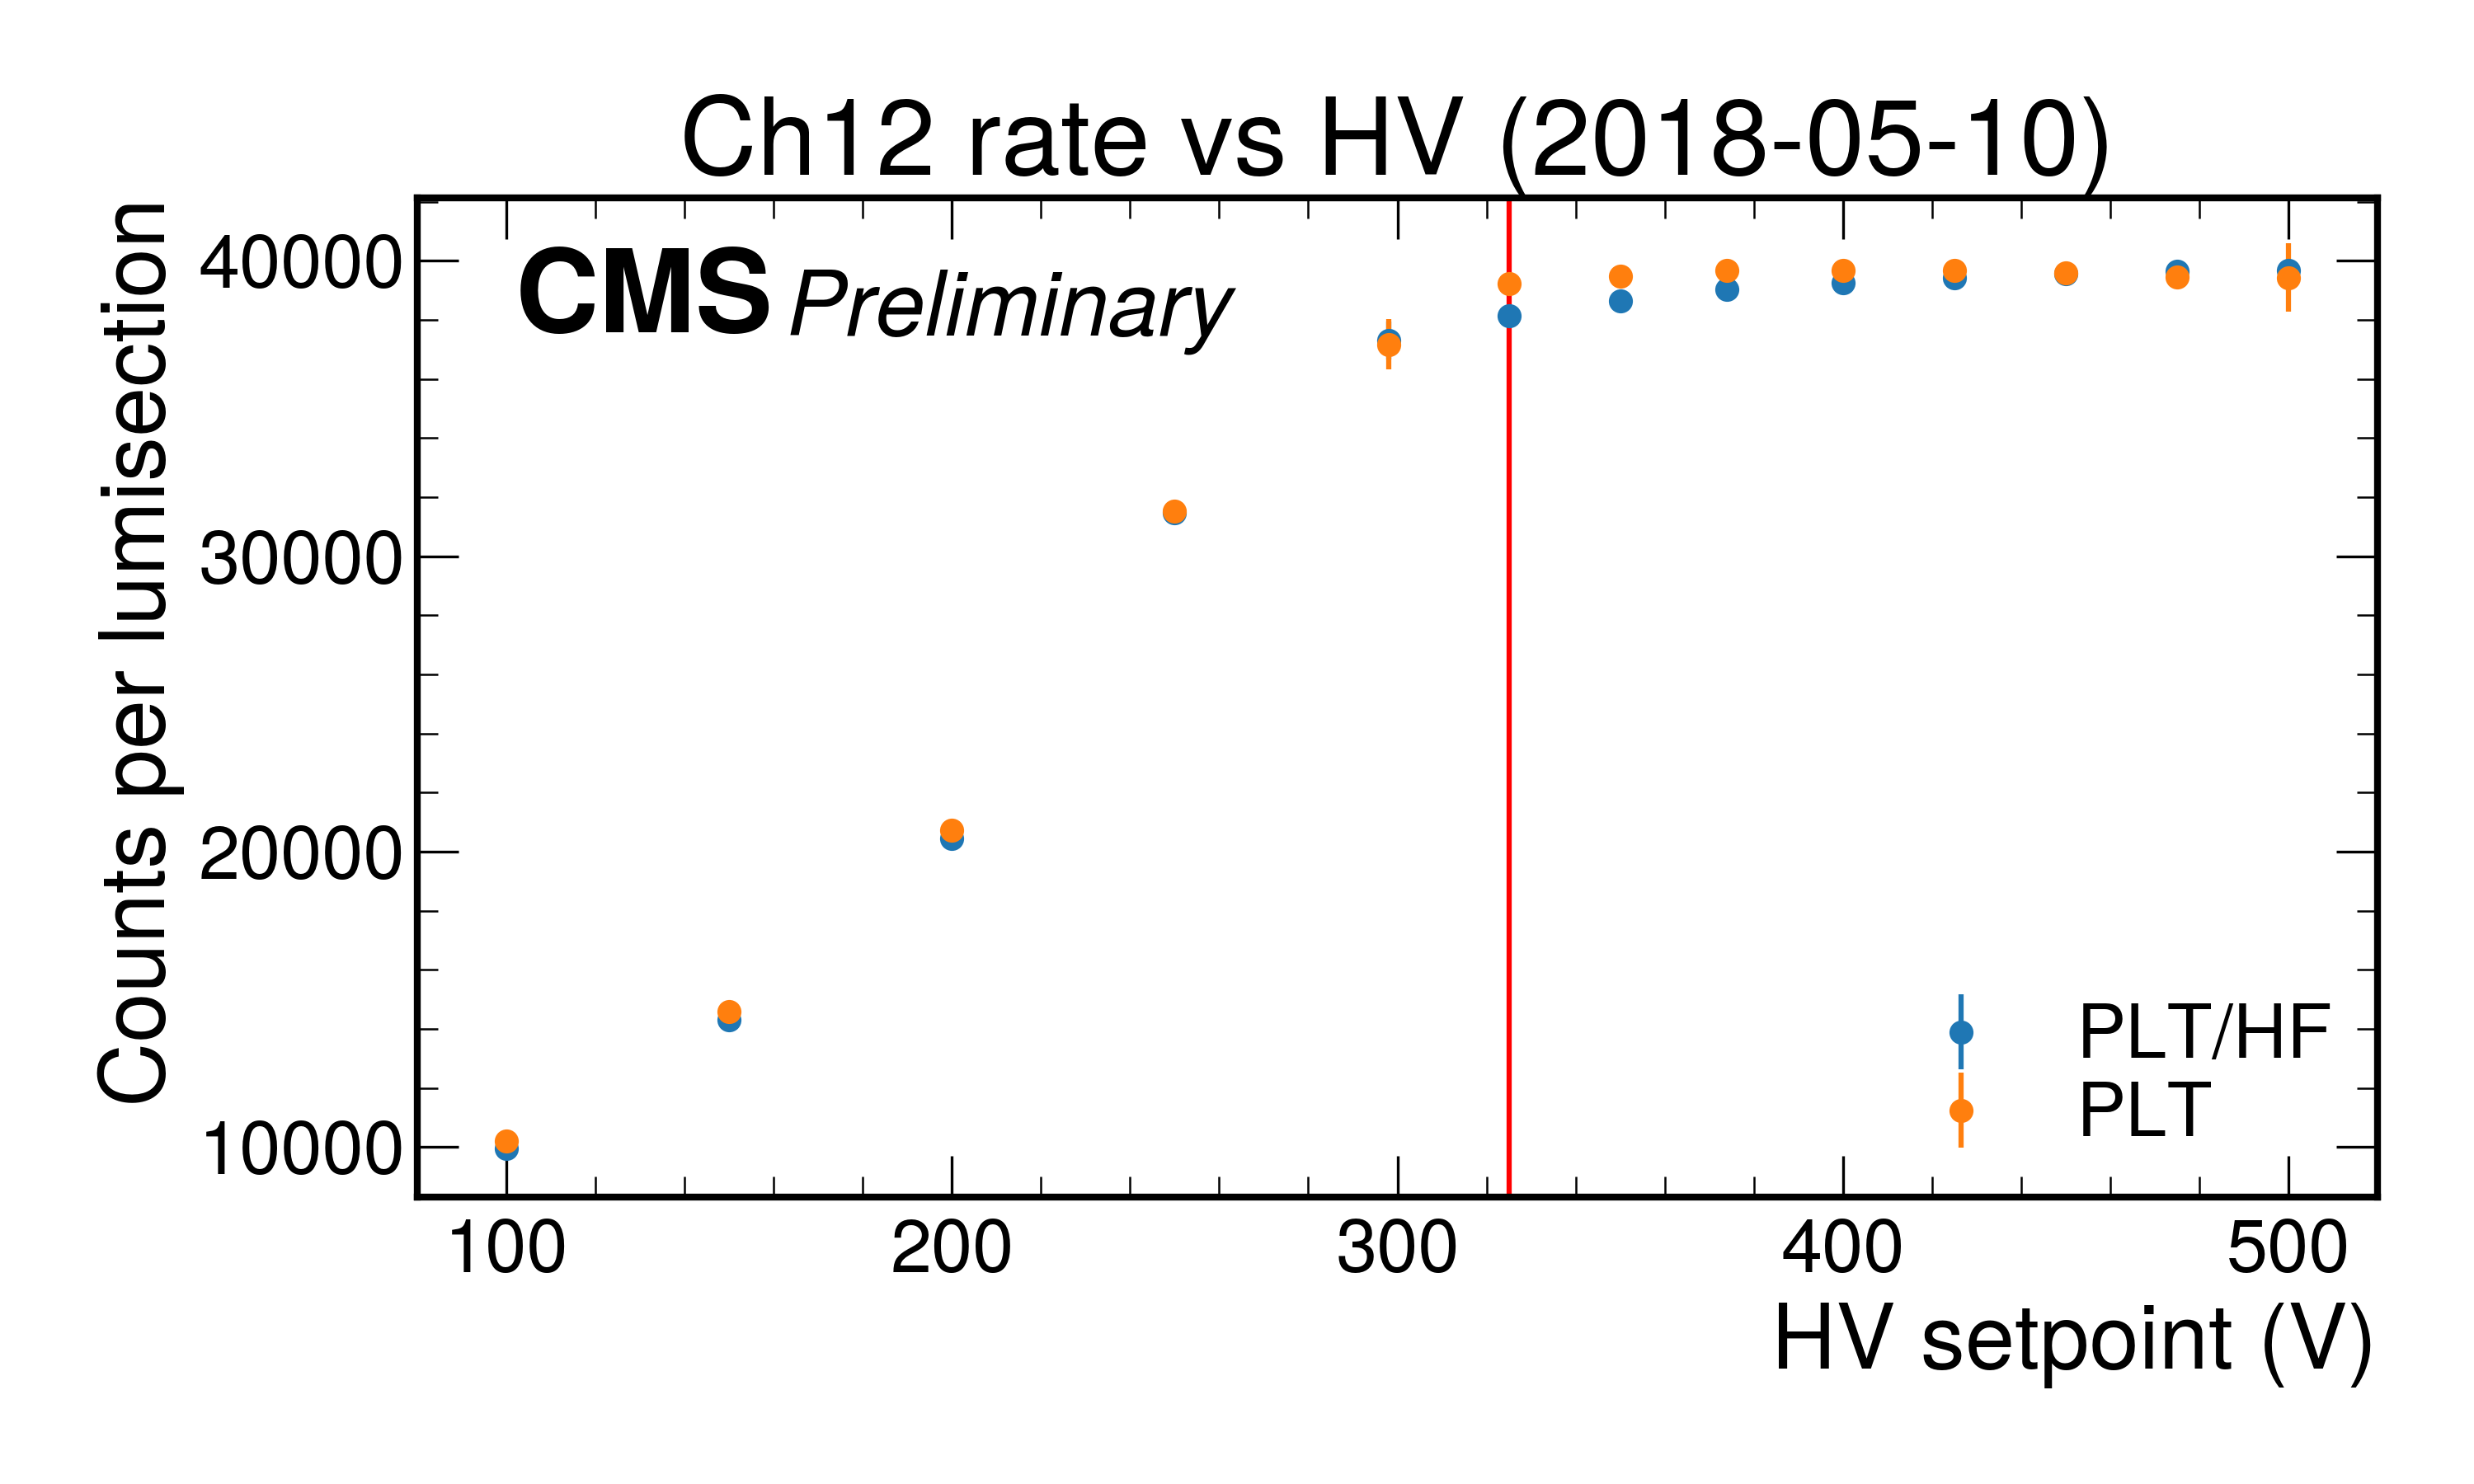 Ch12 rate vs HV (2018-05-10)
CMS Preliminary
Counts per lumisection
40000
30000
20000
10000
PLT/HF
PLT
100 200 300 400 500
HV setpoint (V)